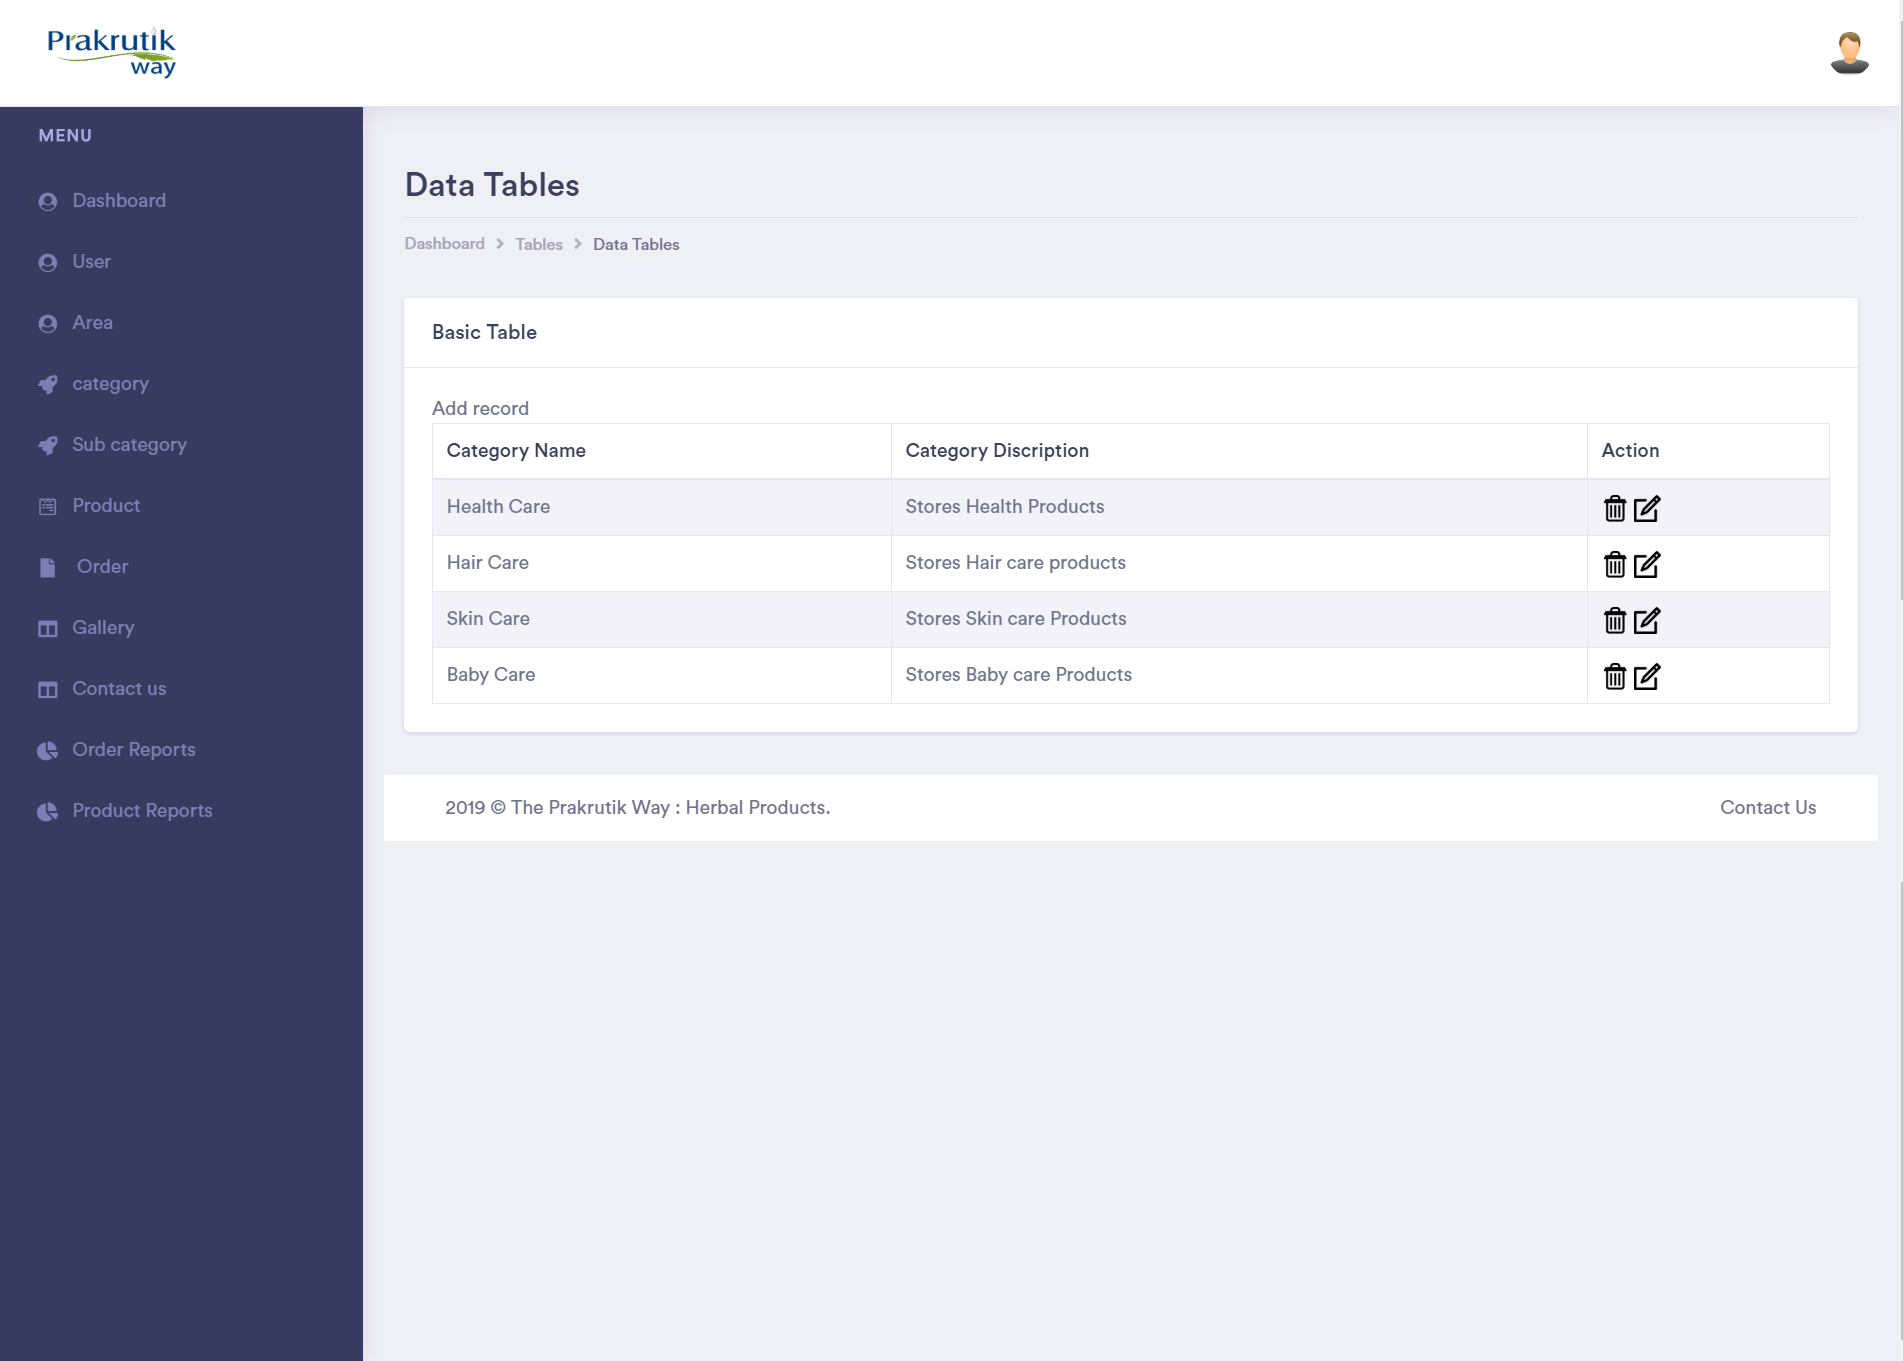 Prakrutik
way
MENU
Dashboard
User
Area
category
Sub category
Product
Order
Gallery
Contact us
Order Reports
Product Reports
Data Tables
Dashboard > Tables > Data Tables
Basic Table
Add record
Category Name Category Discription Action
Health Care Stores Health Products
Hair Care Stores Hair care products
Skin Care Stores Skin care Products
Baby Care Stores Baby care Products
2019 © The Prakrutik Way : Herbal Products. Contact Us